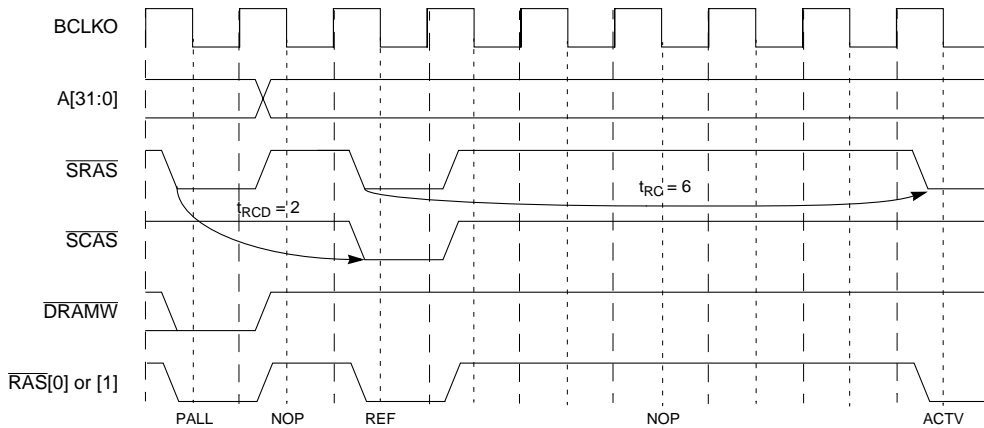 BCLKO
A[31:0]
SRAS
tRC = 6
tRCD = 2
SCAS
DRAMW
RAS[0] or [1]
PALL NOP REF NOP ACTV